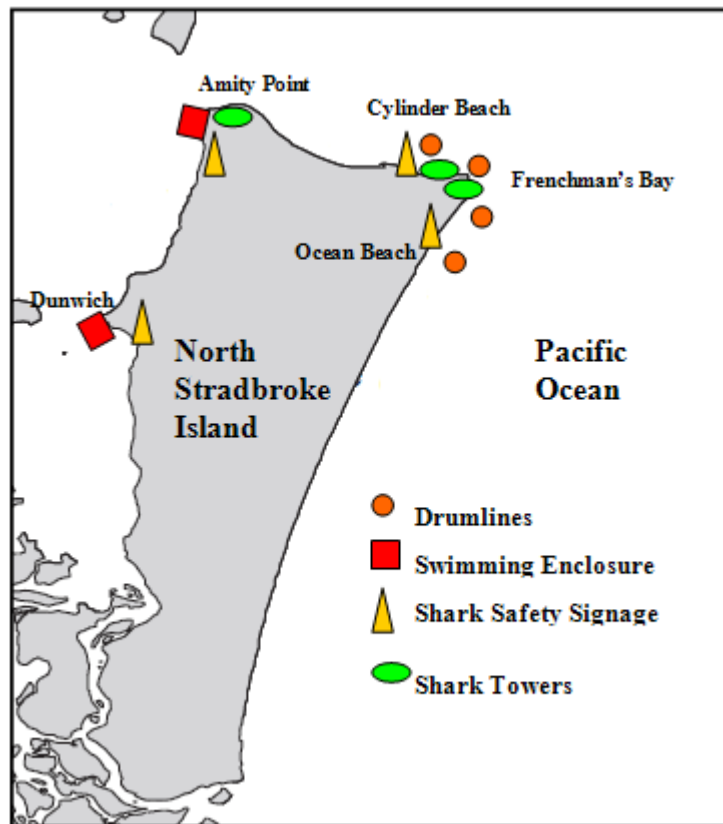 Amity Point
Cylinder Beach
Frenchman's Bay
Ocean Beach
Dunwich
North
Stradbroke
Island
Pacific
Ocean
Drumlines
Swimming Enclosure
Shark Safety Signage
Shark Towers